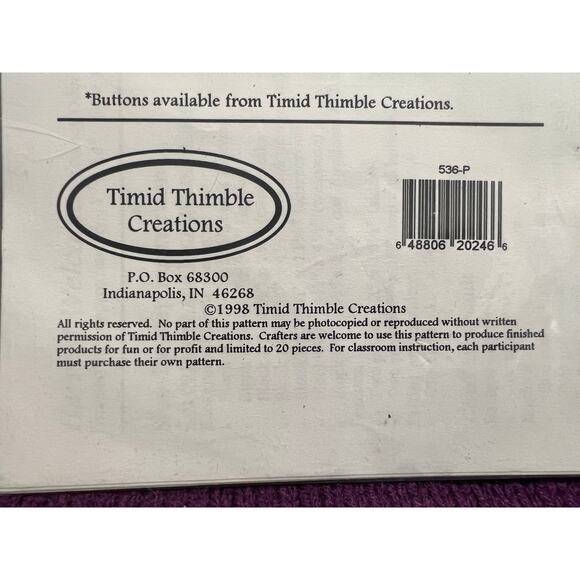 *Buttons available from Timid Thimble Creations.
Timid Thimble
Creations
536-P
6 48806 20246 6
P.O. Box 68300
Indianapolis, IN 46268
©1998 Timid Thimble Creations
All rights reserved. No part of this pattern may be photocopied or reproduced without written
permission of Timid Thimble Creations. Crafters are welcome to use this pattern to produce finished
products for fun or for profit and limited to 20 pieces. For classroom instruction, each participant
must purchase their own pattern.